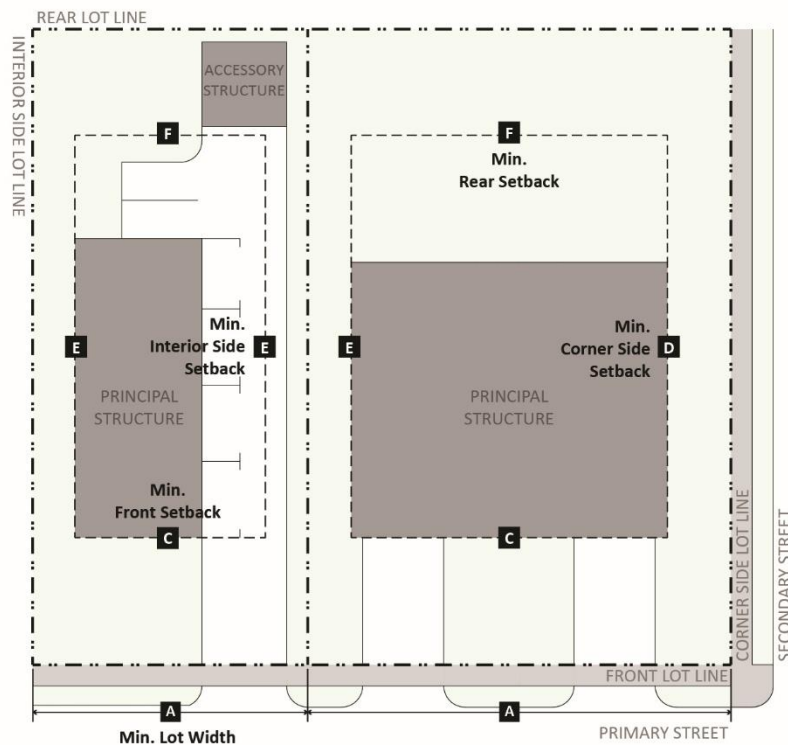 REAR LOT LINE
INTERIOR SIDE LOT LINE
ACCESSORY
STRUCTURE
F
F
Min.
Rear Setback
E
Min.
Interior Side
Setback
E
E
Min.
Corner Side
Setback
D
PRINCIPAL
STRUCTURE
PRINCIPAL
STRUCTURE
Min.
Front Setback
C
C
CORNER SIDE LOT LINE
SECONDARY STREET
FRONT LOT LINE
A
A
Min. Lot Width
PRIMARY STREET